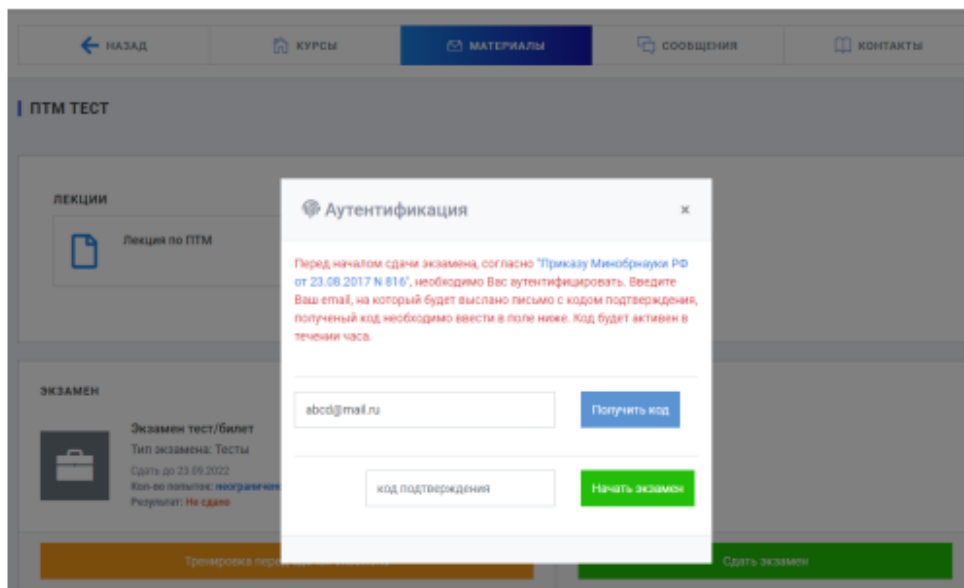 НАЗАД
КУРСЫ
МАТЕРИАЛЫ
СООБЩЕНИЯ
КОНТАКТЫ
ПТМ ТЕСТ
ЛЕКЦИИ
Лекция по ПТМ
Аутентификация
×
Перед началом сдачи экзамена, согласно "Приказу Минобрнауки РФ
от 23.08.2017 N 816", необходимо Вас аутентифицировать. Введите
Ваш email, на который будет выслано письмо с кодом подтверждения,
полученый код необходимо ввести в поле ниже. Код будет активен в
течении часа.
abcd@mail.ru
Получить код
код подтверждения
Начать экзамен
ЭКЗАМЕН
Экзамен тест/билет
Тип экзамена: Тесты
Сдать до 23.09.2022
Кол-во попыток:
Результат: Не сдано
Тренировка
Сдать экзамен